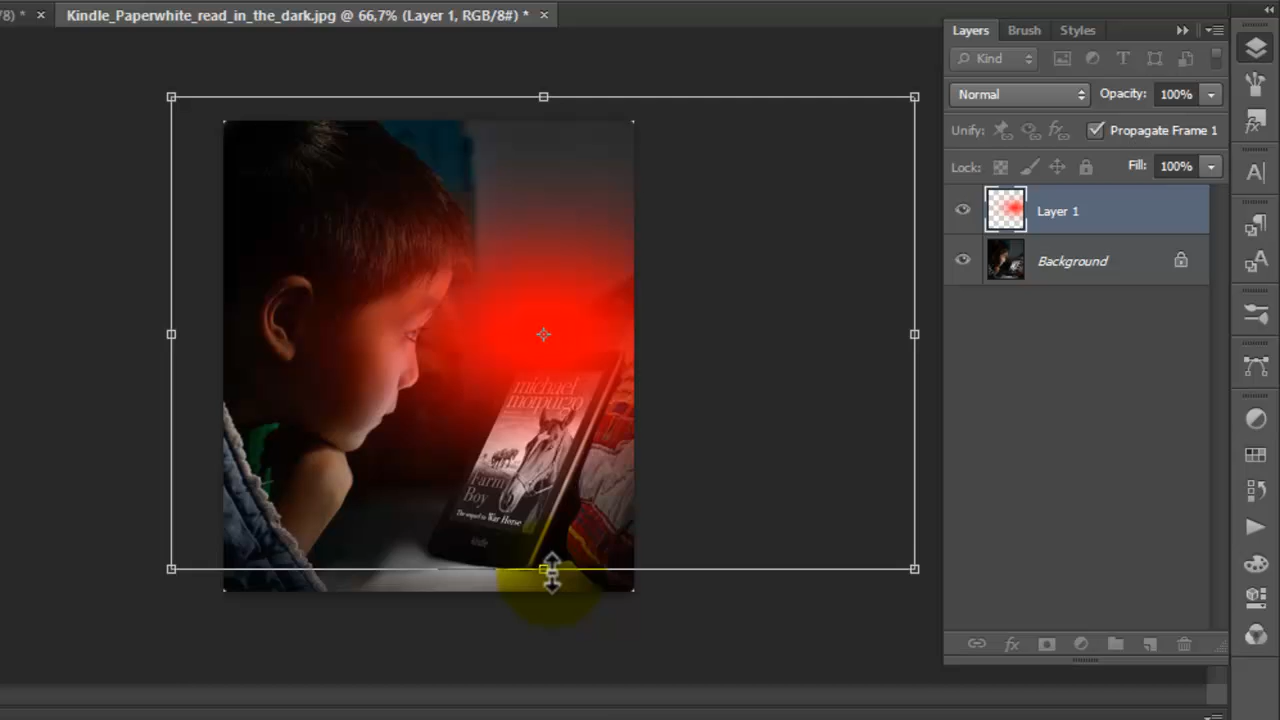 /8) * ×
Kindle_Paperwhite_read_in_the_dark.jpg @ 66,7% (Layer 1, RGB/8#) * ×
Layers Brush Styles
Kind
Normal Opacity: 100%
Unify: Propagate Frame 1
Lock: Fill: 100%
Layer 1
Background
michael
morpurgo
Farm
Boy
The sequel to War Horse
kindle